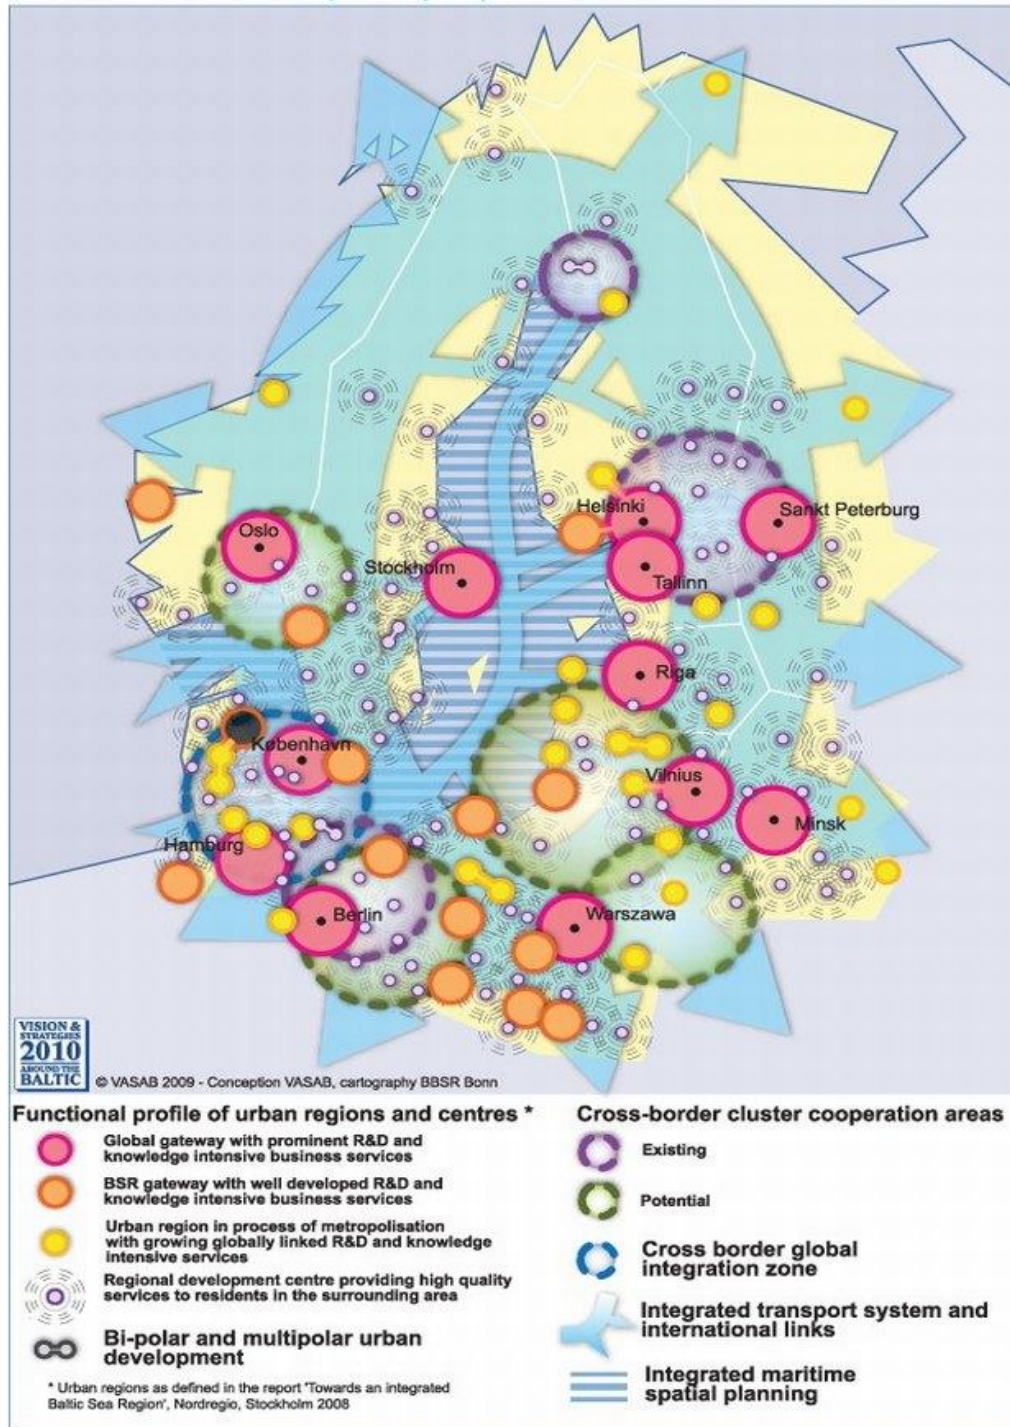 Helsinki
Sankt Peterburg
Oslo
Stockholm
Tallinn
Riga
København
Vilnius
Minsk
Hamburg
Berlin
Warszawa
VISION &
STRATEGIES
2010
AROUND THE
BALTIC
© VASAB 2009 - Conception VASAB, cartography BBSR Bonn
Functional profile of urban regions and centres *
Global gateway with prominent R&D and
knowledge intensive business services
BSR gateway with well developed R&D and
knowledge intensive business services
Urban region in process of metropolisation
with growing globally linked R&D and knowledge
intensive services
Regional development centre providing high quality
services to residents in the surrounding area
Bi-polar and multipolar urban
development
* Urban regions as defined in the report 'Towards an integrated
Baltic Sea Region', Nordregio, Stockholm 2008
Cross-border cluster cooperation areas
Existing
Potential
Cross border global
integration zone
Integrated transport system and
international links
Integrated maritime
spatial planning